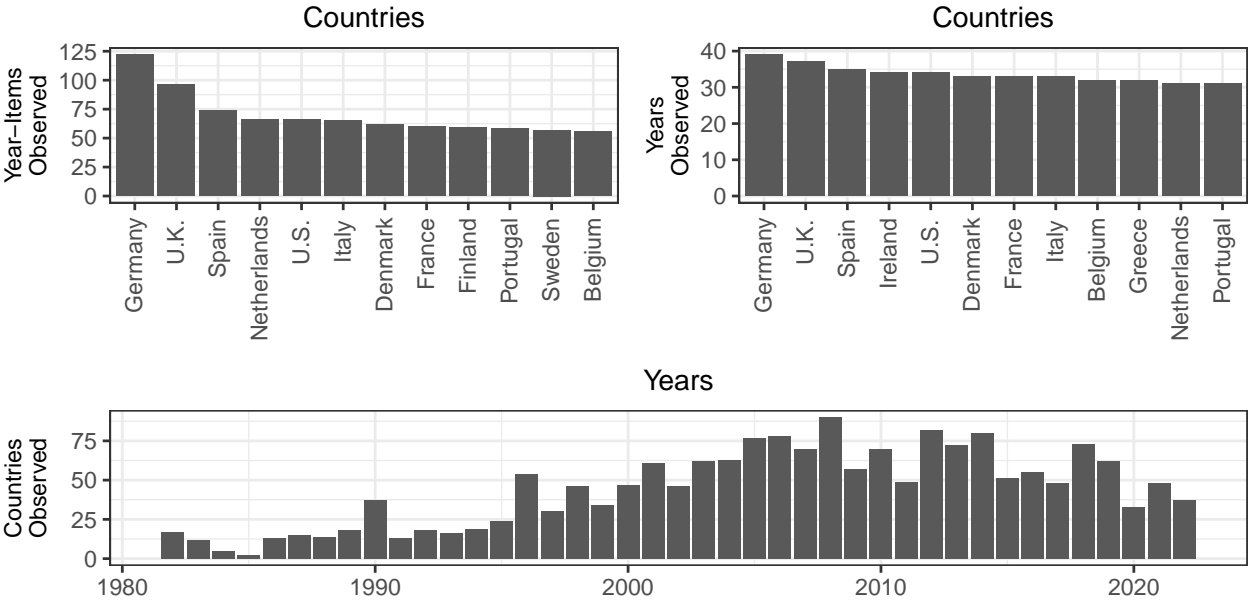 Countries
Year−Items
Observed
125
100
75
50
25
0
Germany
U.K.
Spain
Netherlands
U.S.
Italy
Denmark
France
Finland
Portugal
Sweden
Belgium
Countries
Years
Observed
40
30
20
10
0
Germany
U.K.
Spain
Ireland
U.S.
Denmark
France
Italy
Belgium
Greece
Netherlands
Portugal
Years
Countries
Observed
75
50
25
0
1980
1990
2000
2010
2020